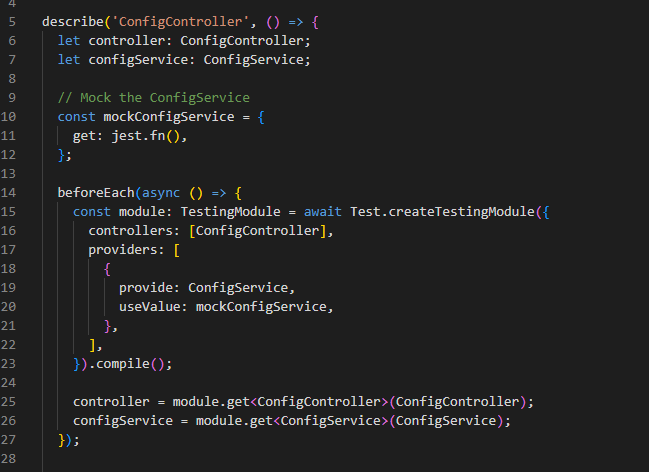 4
5 describe('ConfigController', () => {
6   let controller: ConfigController;
7   let configService: ConfigService;
8
9   // Mock the ConfigService
10   const mockConfigService = {
11     get: jest.fn(),
12   };
13
14   beforeEach(async () => {
15     const module: TestingModule = await Test.createTestingModule({
16       controllers: [ConfigController],
17       providers: [
18         {
19           provide: ConfigService,
20           useValue: mockConfigService,
21         },
22       ],
23     }).compile();
24
25     controller = module.get<ConfigController>(ConfigController);
26     configService = module.get<ConfigService>(ConfigService);
27   });
28